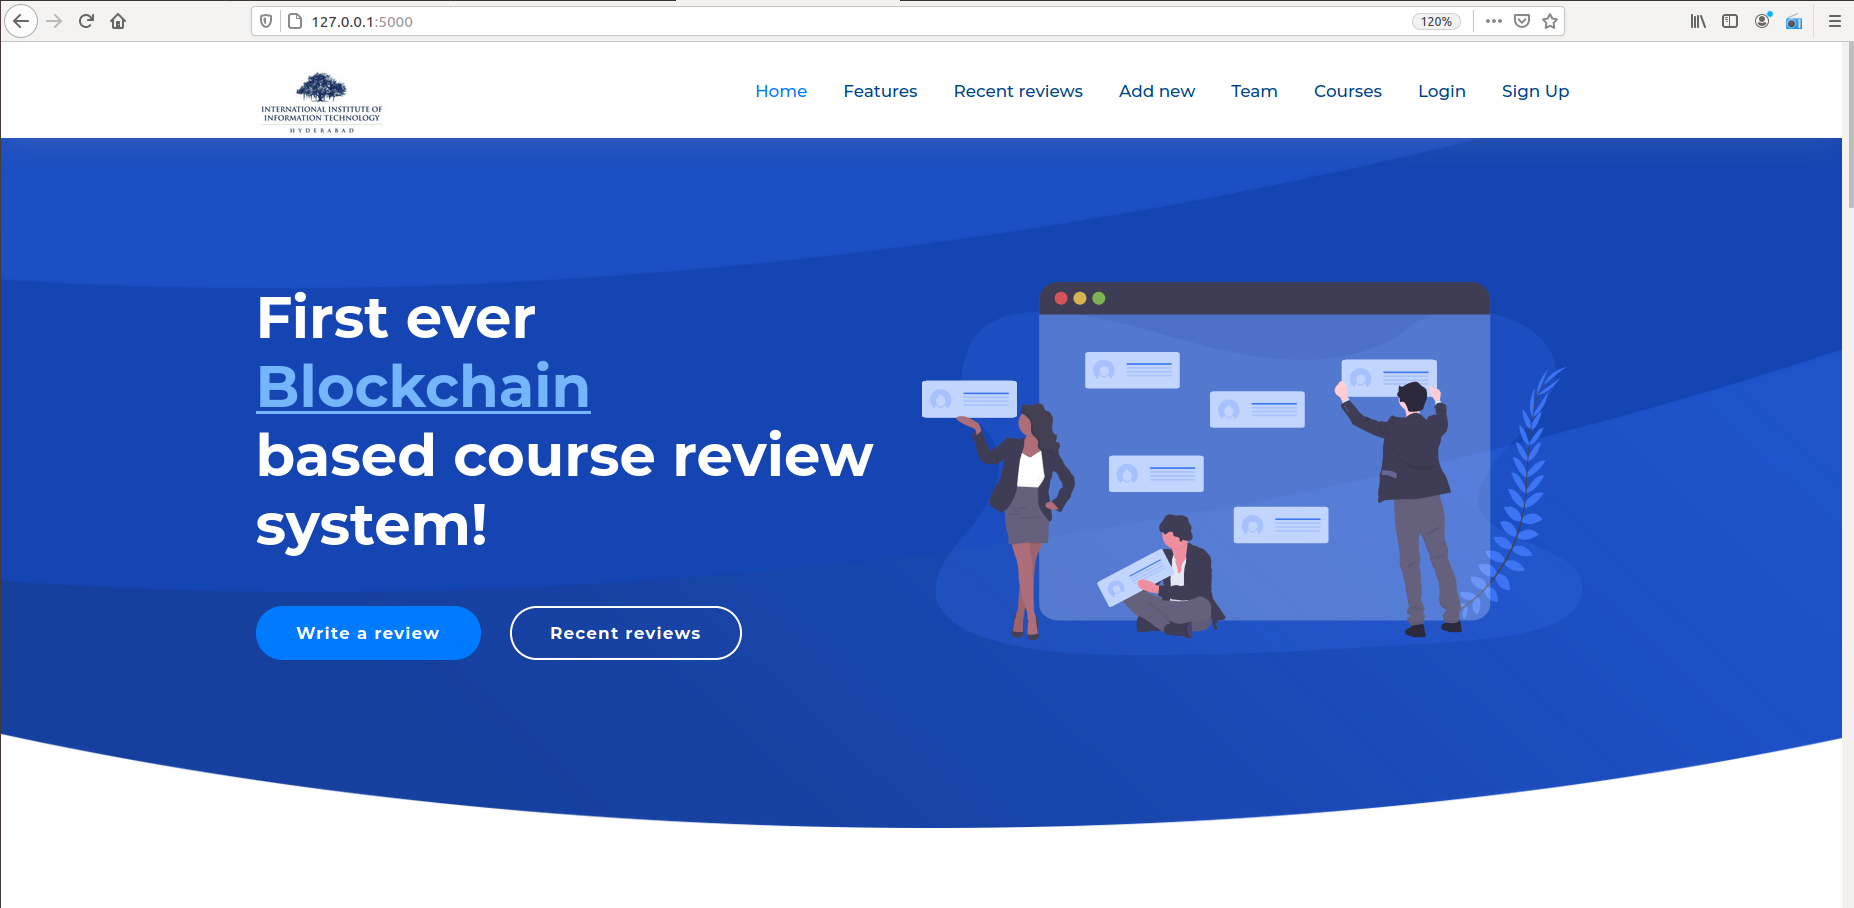 127.0.0.1:5000
120%
INTERNATIONAL INSTITUTE OF
INFORMATION TECHNOLOGY
HYDERABAD
Home
Features
Recent reviews
Add new
Team
Courses
Login
Sign Up
First ever
Blockchain
based course review
system!
Write a review
Recent reviews